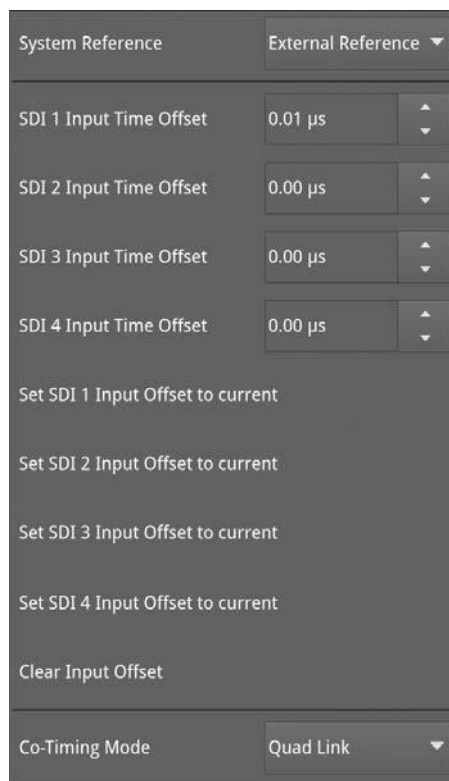 System Reference External Reference
SDI 1 Input Time Offset 0.01 µs
SDI 2 Input Time Offset 0.00 µs
SDI 3 Input Time Offset 0.00 µs
SDI 4 Input Time Offset 0.00 µs
Set SDI 1 Input Offset to current
Set SDI 2 Input Offset to current
Set SDI 3 Input Offset to current
Set SDI 4 Input Offset to current
Clear Input Offset
Co-Timing Mode Quad Link